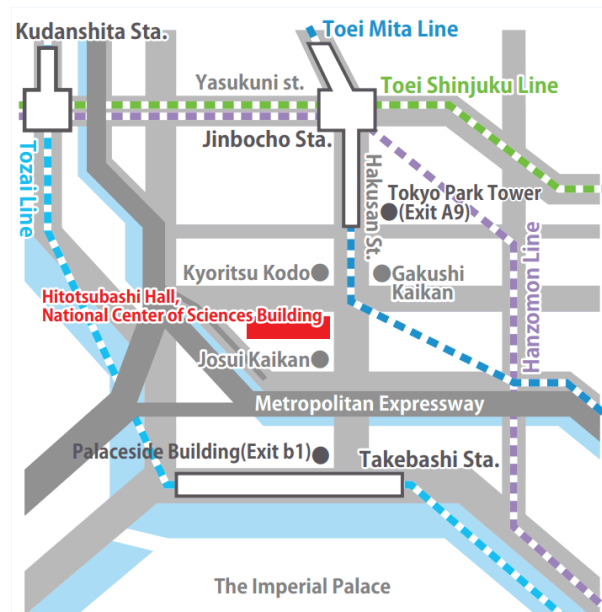 Kudanshita Sta.
Toei Mita Line
Yasukuni st.
Toei Shinjuku Line
Jinbocho Sta.
Tozai Line
Hakusan St.
Tokyo Park Tower
(Exit A9)
Hanzomon Line
Kyoritsu Kodo
Gakushi
Kaikan
Hitotsubashi Hall,
National Center of Sciences Building
Josui Kaikan
Metropolitan Expressway
Palaceside Building(Exit b1)
Takebashi Sta.
The Imperial Palace